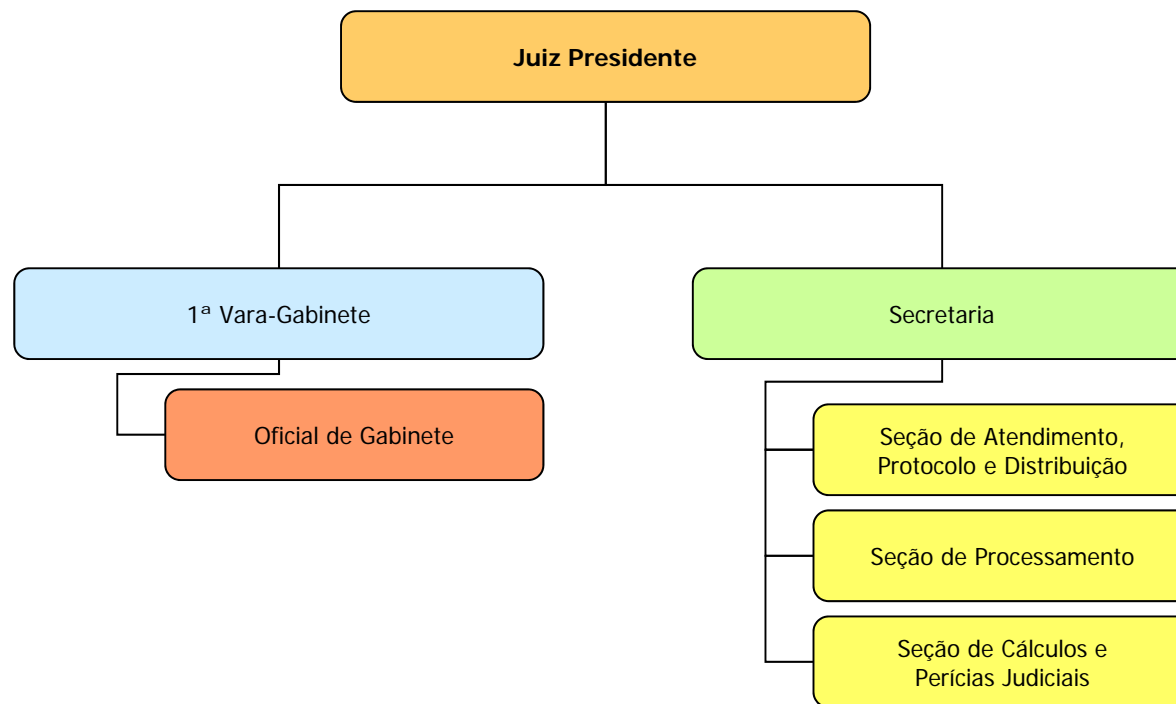 Juiz Presidente
1ª Vara-Gabinete
Oficial de Gabinete
Secretaria
Seção de Atendimento,
Protocolo e Distribuição
Seção de Processamento
Seção de Cálculos e
Perícias Judiciais